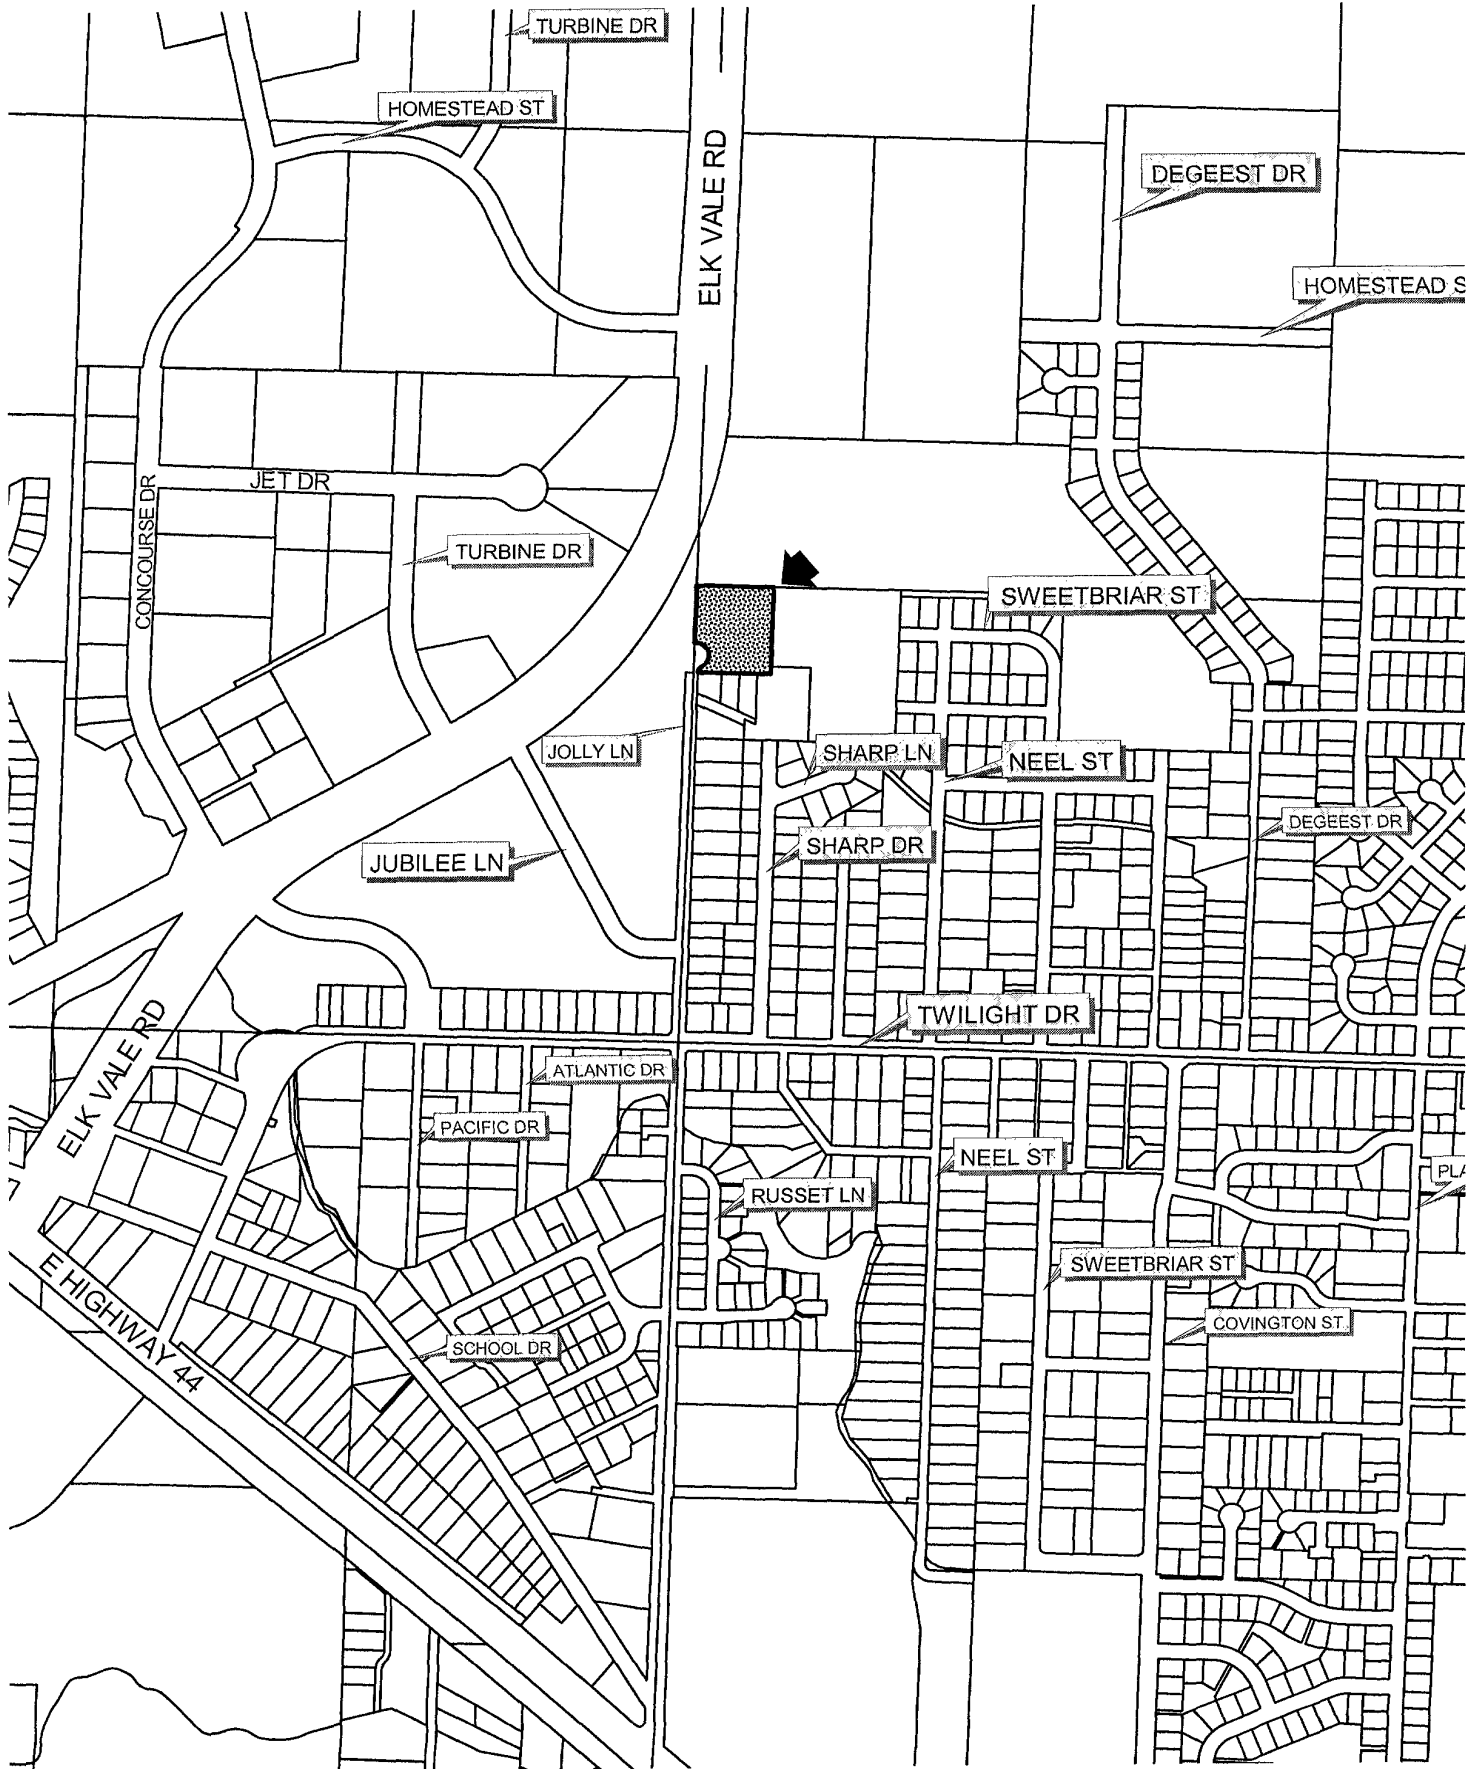 TURBINE DR
HOMESTEAD ST
ELK VALE RD
DEGEEST DR
HOMESTEAD S
JET DR
CONCOURSE DR
TURBINE DR
SWEETBRIAR ST
JOLLY LN
SHARP LN
NEEL ST
DEGEEST DR
SHARP DR
JUBILEE LN
TWILIGHT DR
ELK VALE RD
ATLANTIC DR
PACIFIC DR
NEEL ST
PLA
RUSSET LN
SWEETBRIAR ST
E HIGHWAY 44
COVINGTON ST
SCHOOL DR